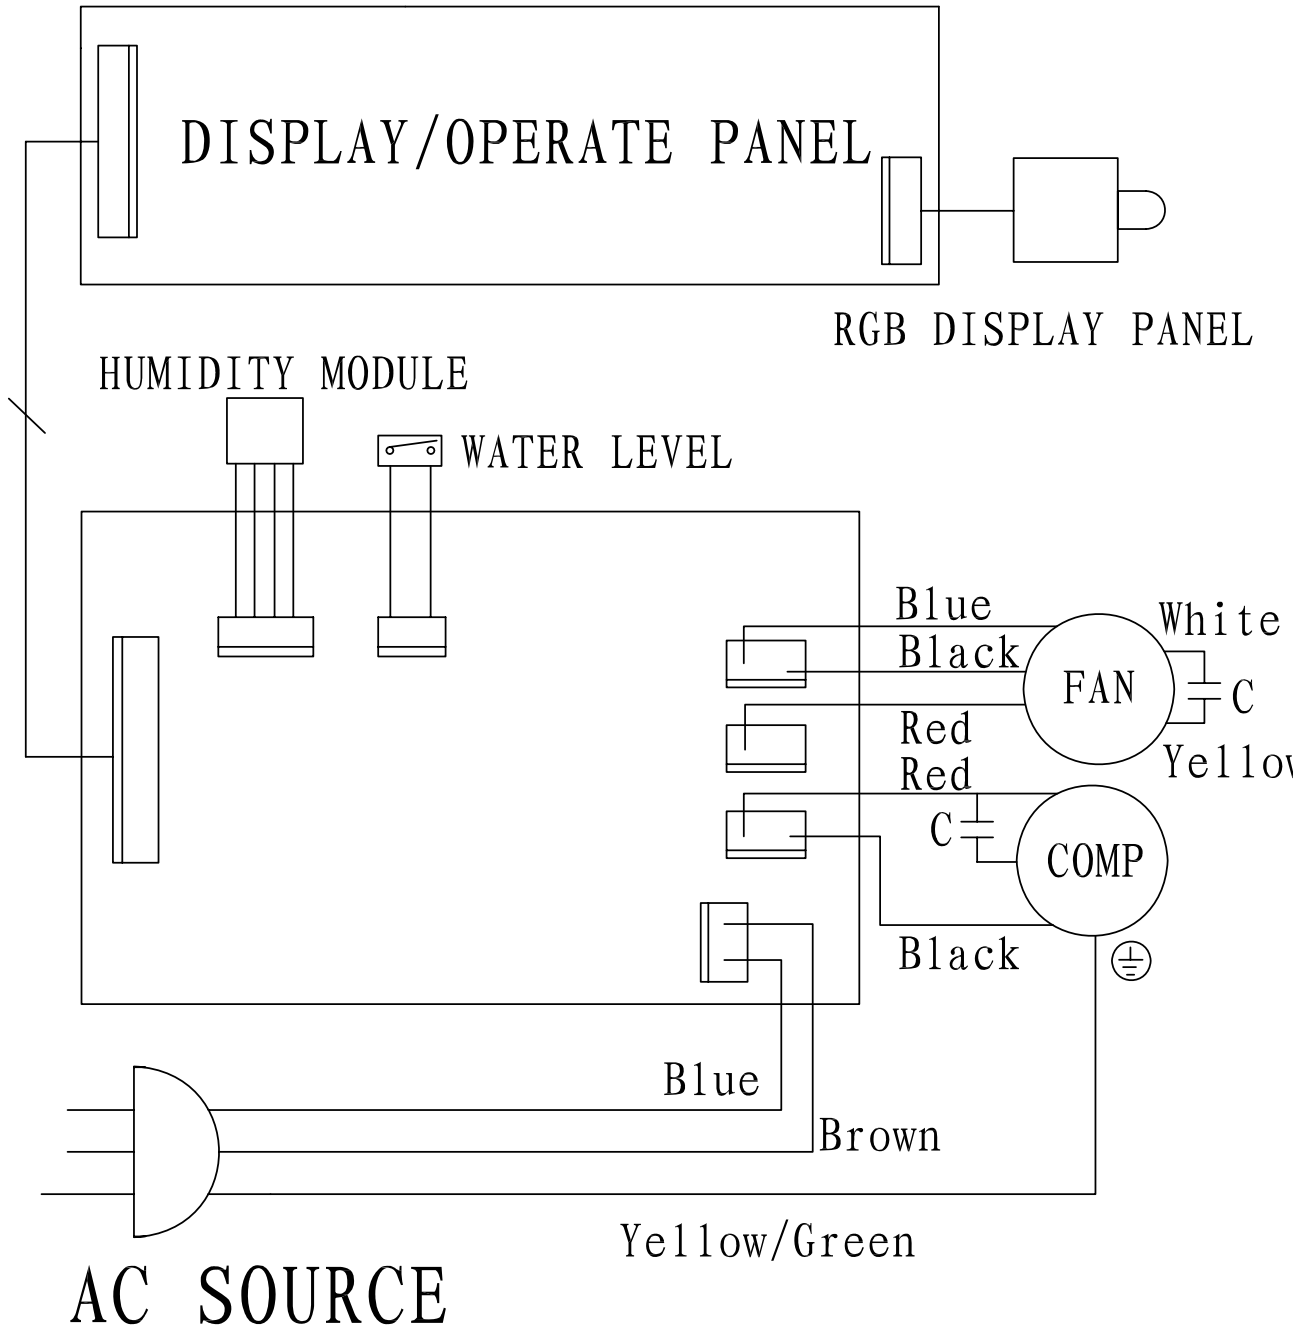 DISPLAY/OPERATE PANEL
RGB DISPLAY PANEL
HUMIDITY MODULE
WATER LEVEL
Blue
White
Black
FAN
C
Red
Yellow
Red
C
COMP
Black
Blue
Brown
Yellow/Green
AC SOURCE